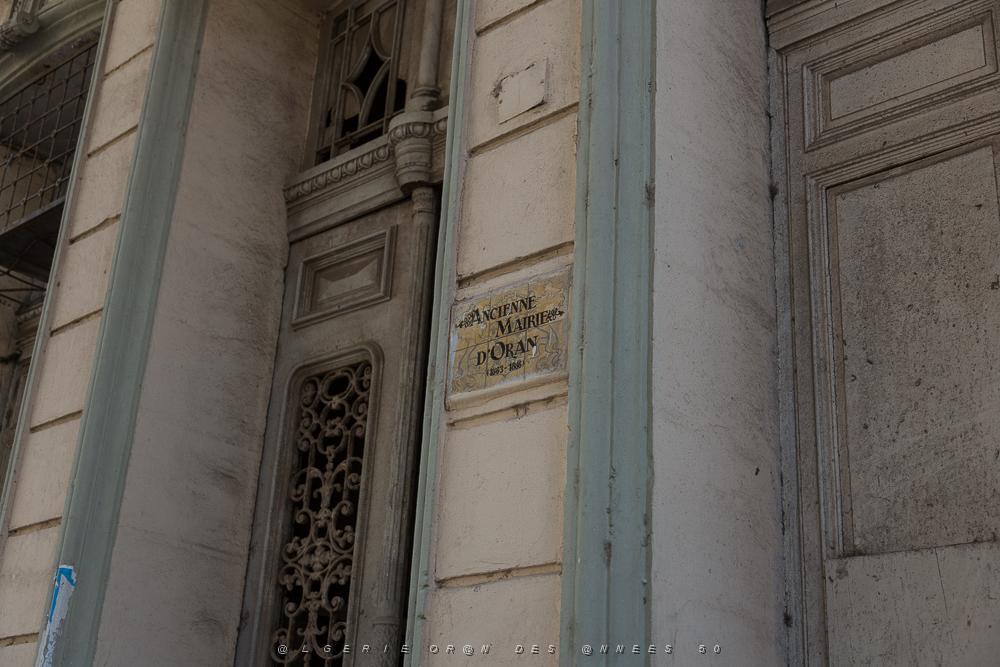 ANCIENNE
MAIRIE
D'ORAN
@LGERIE OR@N DES @NNEES 50